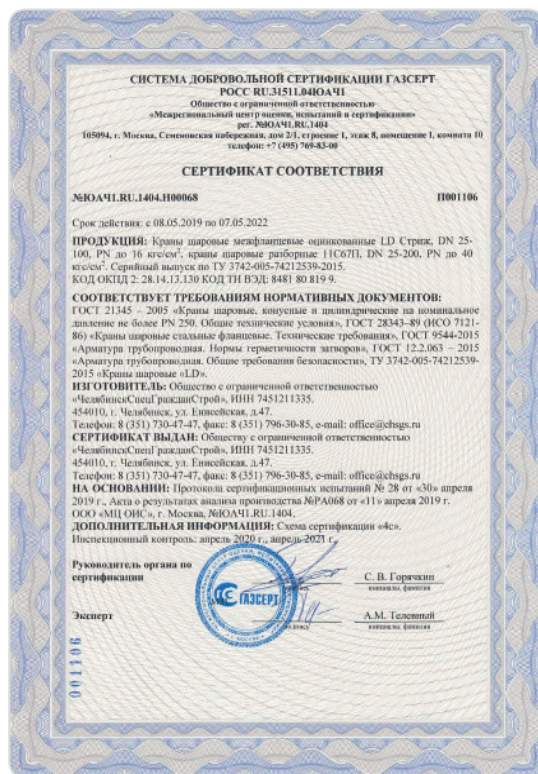 СИСТЕМА ДОБРОВОЛЬНОЙ СЕРТИФИКАЦИИ ГАЗСЕРТ
РОСС RU.31511.04ЮАЧ1
Общество с ограниченной ответственностью
«Межрегиональный центр оценки, испытаний и сертификации»
рег. №ЮАЧ1.RU.1404
105094, г. Москва, Семеновская набережная, дом 2/1, строение 1, этаж 8, помещение 1, комната 10
телефон: +7 (495) 769-83-00
СЕРТИФИКАТ СООТВЕТСТВИЯ
№ЮАЧ1.RU.1404.Н00068 П001106
Срок действия: с 08.05.2019 по 07.05.2022
ПРОДУКЦИЯ: Краны шаровые межфланцевые оцинкованные LD Стриж, DN 25-
100, PN до 16 кгс/см², краны шаровые разборные 11С67П, DN 25-200, PN до 40
кгс/см². Серийный выпуск по ТУ 3742-005-74212539-2015.
КОД ОКПД 2: 28.14.13.130 КОД ТН ВЭД: 8481 80 819 9.
СООТВЕТСТВУЕТ ТРЕБОВАНИЯМ НОРМАТИВНЫХ ДОКУМЕНТОВ:
ГОСТ 21345 - 2005 «Краны шаровые, конусные и цилиндрические на номинальное
давление не более PN 250. Общие технические условия», ГОСТ 28343–89 (ИСО 7121-
86) «Краны шаровые стальные фланцевые. Технические требования», ГОСТ 9544-2015
«Арматура трубопроводная. Нормы герметичности затворов», ГОСТ 12.2.063 – 2015
«Арматура трубопроводная. Общие требования безопасности», ТУ 3742-005-74212539-
2015 «Краны шаровые «LD».
ИЗГОТОВИТЕЛЬ: Общество с ограниченной ответственностью
«ЧелябинскСпецГражданСтрой», ИНН 7451211335.
454010, г. Челябинск, ул. Енисейская, д.47.
Телефон: 8 (351) 730-47-47, факс: 8 (351) 796-30-85, e-mail: office@chsgs.ru
СЕРТИФИКАТ ВЫДАН: Обществу с ограниченной ответственностью
«ЧелябинскСпецГражданСтрой», ИНН 7451211335.
454010, г. Челябинск, ул. Енисейская, д.47.
Телефон: 8 (351) 730-47-47, факс: 8 (351) 796-30-85, e-mail: office@chsgs.ru
НА ОСНОВАНИИ: Протокола сертификационных испытаний № 28 от «30» апреля
2019 г., Акта о результатах анализа производства №РА068 от «11» апреля 2019 г.
ООО «МЦ ОИС», г. Москва, №ЮАЧ1.RU.1404.
ДОПОЛНИТЕЛЬНАЯ ИНФОРМАЦИЯ: Схема сертификации «4с».
Инспекционный контроль: апрель 2020 г., апрель 2021 г.
Руководитель органа по
сертификации С. В. Горячкин
подпись инициалы, фамилия
ГАЗСЕРТ
Эксперт А.М. Телевный
подпись инициалы, фамилия
001106